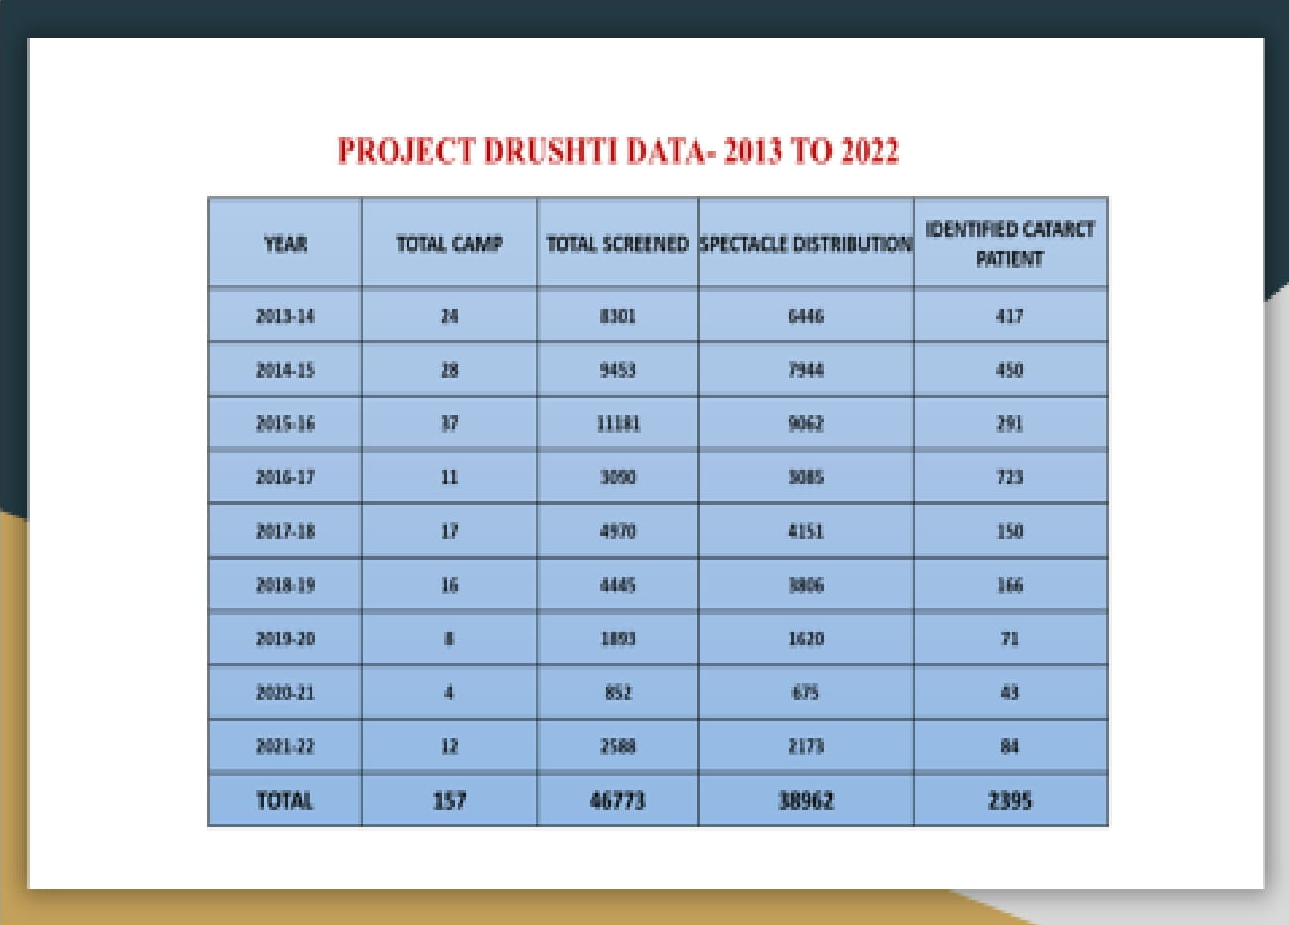 PROJECT DRUSHTI DATA- 2013 TO 2022
YEAR TOTAL CAMP TOTAL SCREENED SPECTACLE DISTRIBUTION IDENTIFIED CATARCT PATIENT
2013-14 24 8301 6446 417
2014-15 28 9453 7944 450
2015-16 37 11181 9062 291
2016-17 11 3090 3085 723
2017-18 17 4970 4151 150
2018-19 16 4445 3806 166
2019-20 8 1893 1620 71
2020-21 4 852 675 43
2021-22 12 2588 2173 84
TOTAL 157 46773 38962 2395